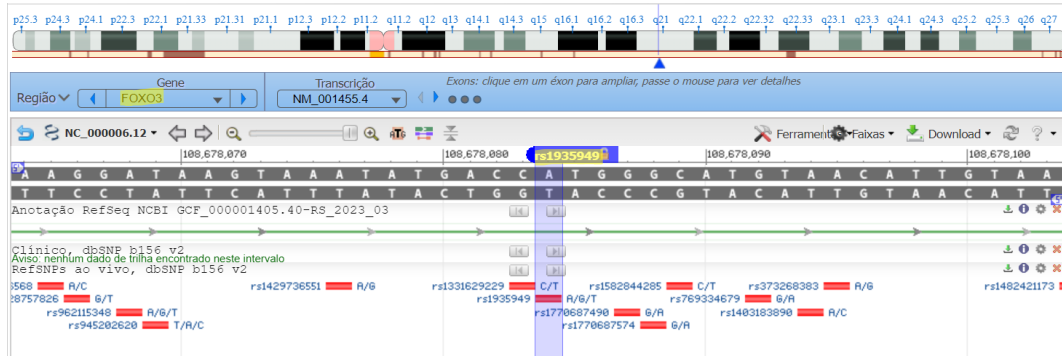 p25.3 p24.3 p24.1 p22.3 p22.1 p21.31 p21.1 p12.3 p12.1 p11.2 q11.2 q12 q13 q14.1 q14.3 q15 q16.1 q16.2 q16.3 q21 q22.1 q22.2 q22.32 q22.33 q23.1 q23.3 q24.1 q24.3 q25.2 q25.3 q26 q27
Gene Transcrição Exons: clique em um éxon para ampliar, passe o mouse para ver detalhes
Região FOXO3 NM_001455.4
NC_000006.12 Ferrament Faixas Download ?
108,678,070 108,678,080 rs1935949 108,678,090 108,678,100
5' A A G G A T A A G T A A A T A T G A C C A T G G G C A T G T A A C A T T G T A A
T T C C T A T T C A T T T A T A C T G G T A C C C G T A C A T T G T A A C A T T 5'
Anotação RefSeq NCBI GCF_000001405.40-RS_2023_03
Clínico, dbSNP b156 v2
Aviso: nenhum dado de trilha encontrado neste intervalo
RefSNPs ao vivo, dbSNP b156 v2
568 A/C rs1429736551 A/G rs1331629229 C/T rs1582844285 C/T rs373268383 A/G rs1482421173
28757826 G/T rs1935949 A/G/T rs769334679 G/A
rs962115348 A/G/T rs1770687490 G/A rs1403183890 A/C
rs945202620 T/A/C rs1770687574 G/A